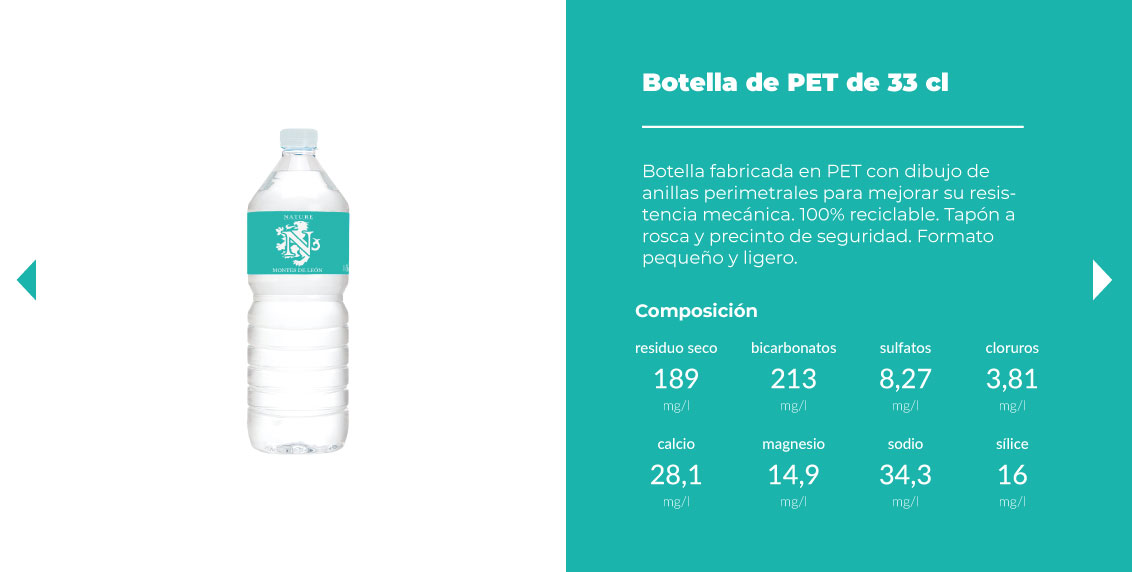 NATURE
N
MONTES DE LEÓN
Botella de PET de 33 cl
Botella fabricada en PET con dibujo de
anillas perimetrales para mejorar su resis-
tencia mecánica. 100% reciclable. Tapón a
rosca y precinto de seguridad. Formato
pequeño y ligero.
Composición
residuo seco bicarbonatos sulfatos cloruros
189 213 8,27 3,81
mg/l mg/l mg/l mg/l
calcio magnesio sodio sílice
28,1 14,9 34,3 16
mg/l mg/l mg/l mg/l